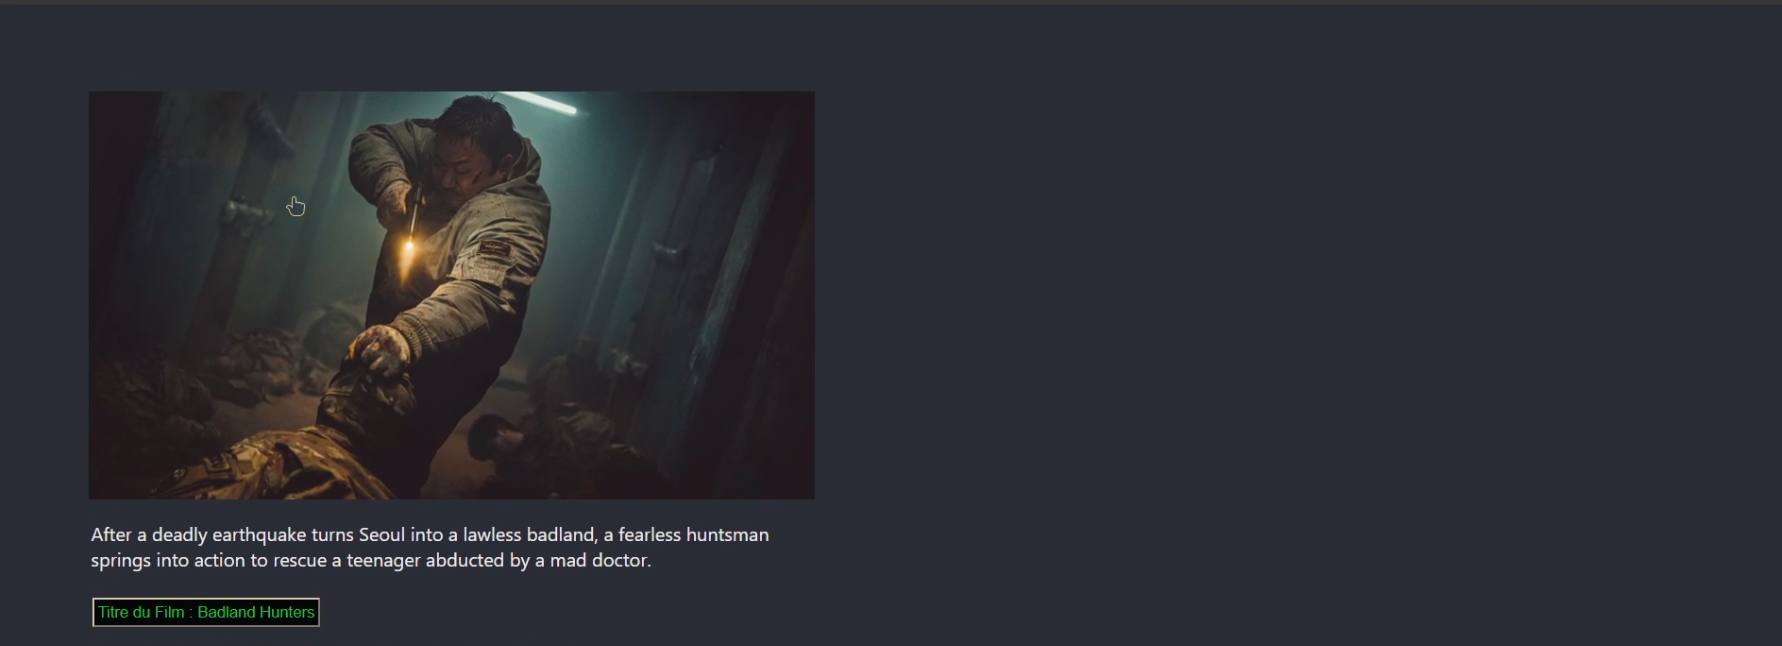 After a deadly earthquake turns Seoul into a lawless badland, a fearless huntsman
springs into action to rescue a teenager abducted by a mad doctor.
Titre du Film : Badland Hunters